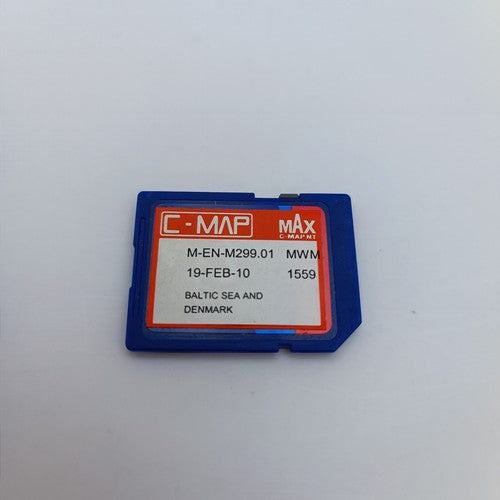 C-MAP MAX
C-MAP NT
M-EN-M299.01 MWM
19-FEB-10 1559
BALTIC SEA AND
DENMARK